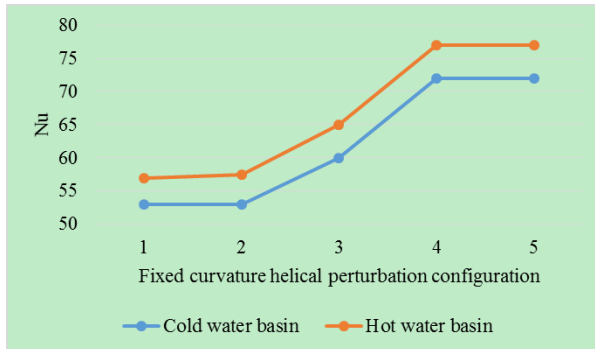 80
75
70
65
60
55
50
Nu
1 2 3 4 5
Fixed curvature helical perturbation configuration
Cold water basin Hot water basin